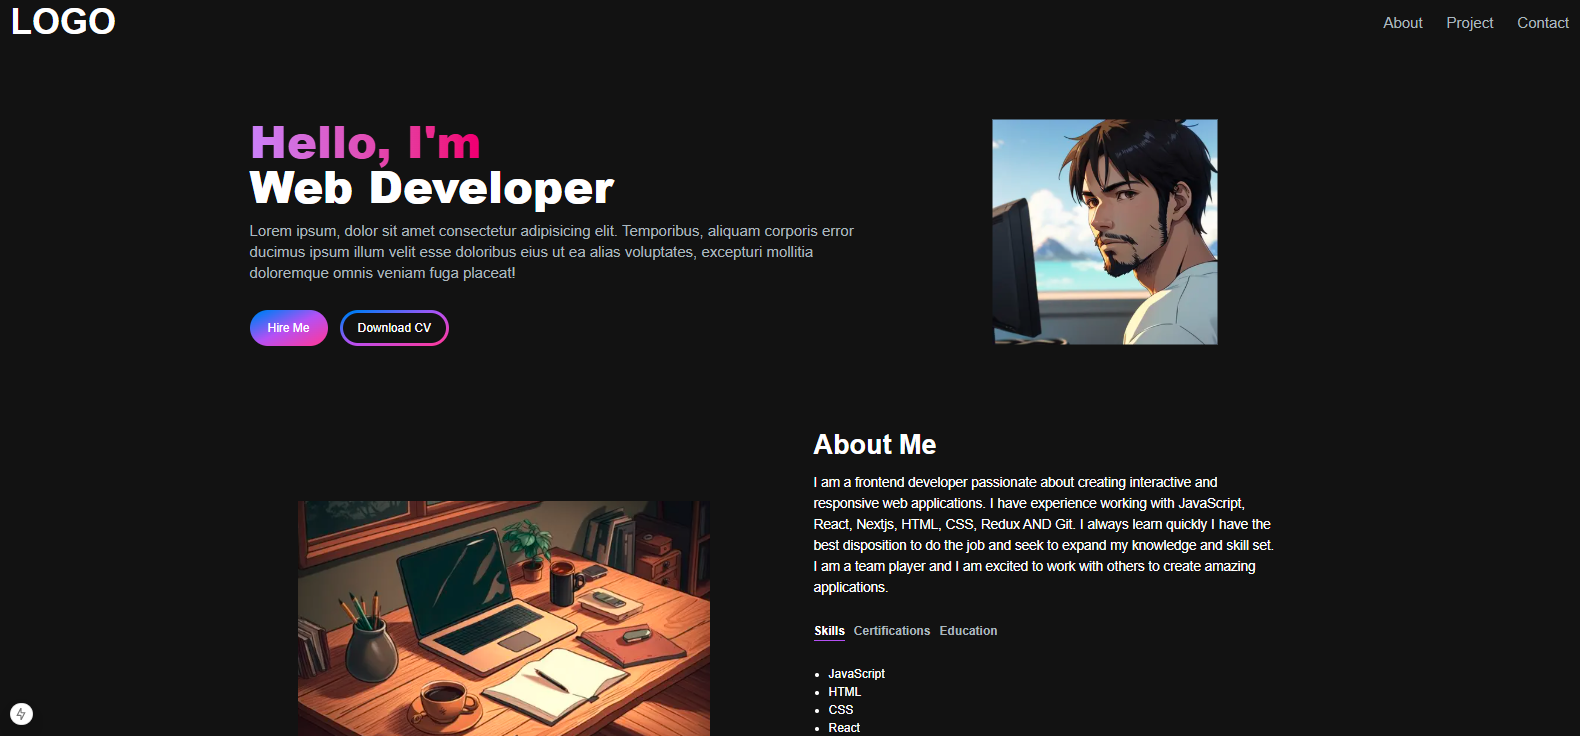 LOGO
About Project Contact
Hello, I'm
Web Developer
Lorem ipsum, dolor sit amet consectetur adipisicing elit. Temporibus, aliquam corporis error
ducimus ipsum illum velit esse doloribus eius ut ea alias voluptates, excepturi mollitia
doloremque omnis veniam fuga placeat!
Hire Me
Download CV
About Me
I am a frontend developer passionate about creating interactive and
responsive web applications. I have experience working with JavaScript,
React, Nextjs, HTML, CSS, Redux AND Git. I always learn quickly I have the
best disposition to do the job and seek to expand my knowledge and skill set.
I am a team player and I am excited to work with others to create amazing
applications.
Skills Certifications Education
JavaScript
HTML
CSS
React